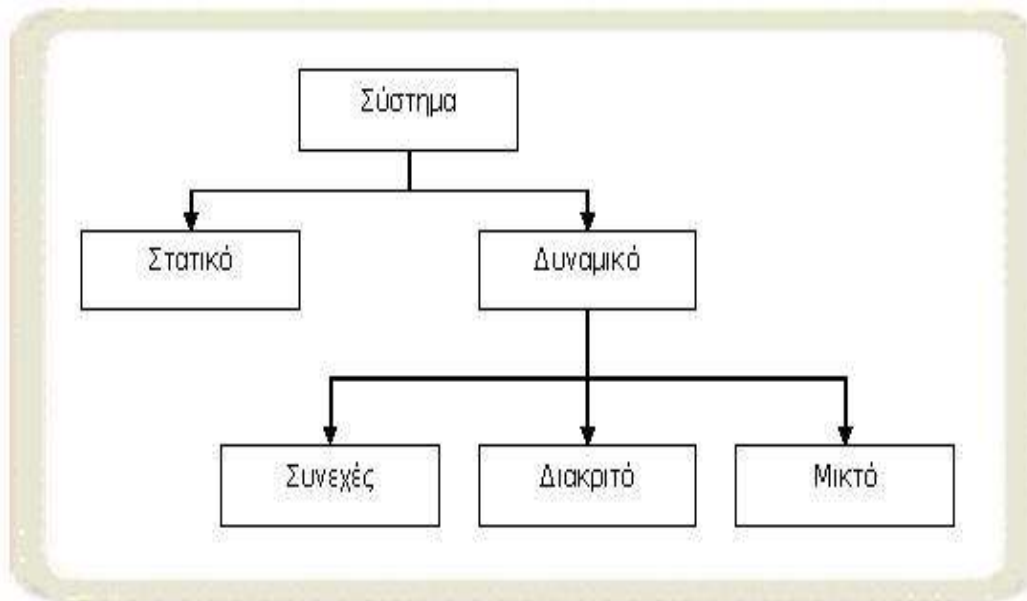 Σύστημα
Στατικό
Δυναμικό
Συνεχές
Διακριτό
Μικτό